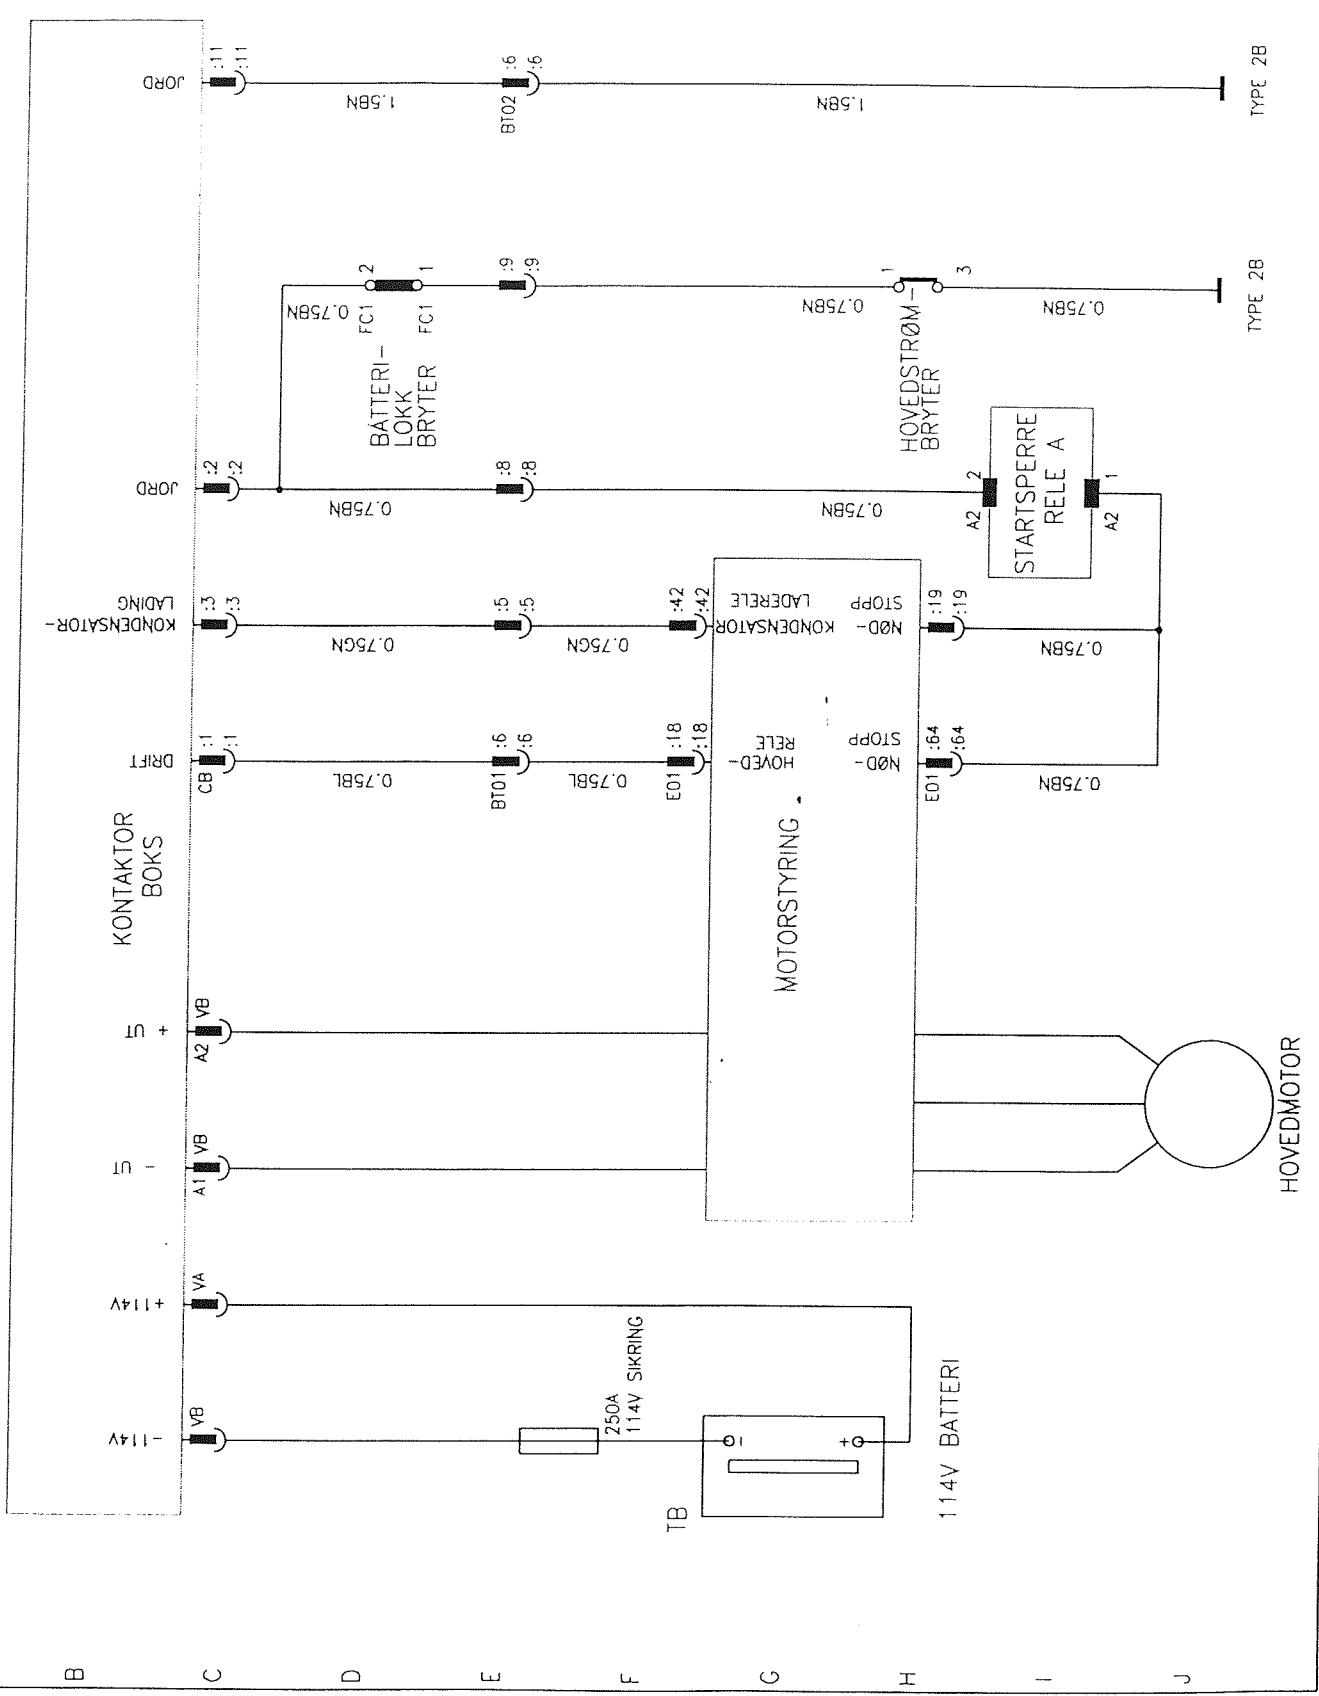 B
C
D
E
F
G
H
I
J
KONTAKTOR
BOKS
-114V
+114V
- UT
+ UT
DRIFT
KONDENSATOR-
LADING
JORD
JORD
VB
VA
A1 VB
A2 VB
CB :1
:1
:3
:3
:2
:2
:11
:11
0.75BL
0.75GN
0.75BN
0.75BN
1.5BN
FC1 2
FC1 1
BATTERI-
LOKK
BRYTER
BT01 :6
:6
:5
:5
:8
:8
:9
:9
BT02 :6
:6
250A
114V SIKRING
0.75BL
0.75GN
0.75BN
0.75BN
1.5BN
E01 :18
:18
:42
:42
TB
-
+
114V BATTERI
MOTORSTYRING
HOVED-
RELE
KONDENSATOR
LADERELE
NØD-
STOPP
NØD-
STOPP
E01 :64
:64
:19
:19
HOVEDSTRØM-
BRYTER
1
3
A2 2
STARTSPERRE
RELE A
A2 1
0.75BN
0.75BN
0.75BN
HOVEDMOTOR
TYPE 2B
TYPE 2B